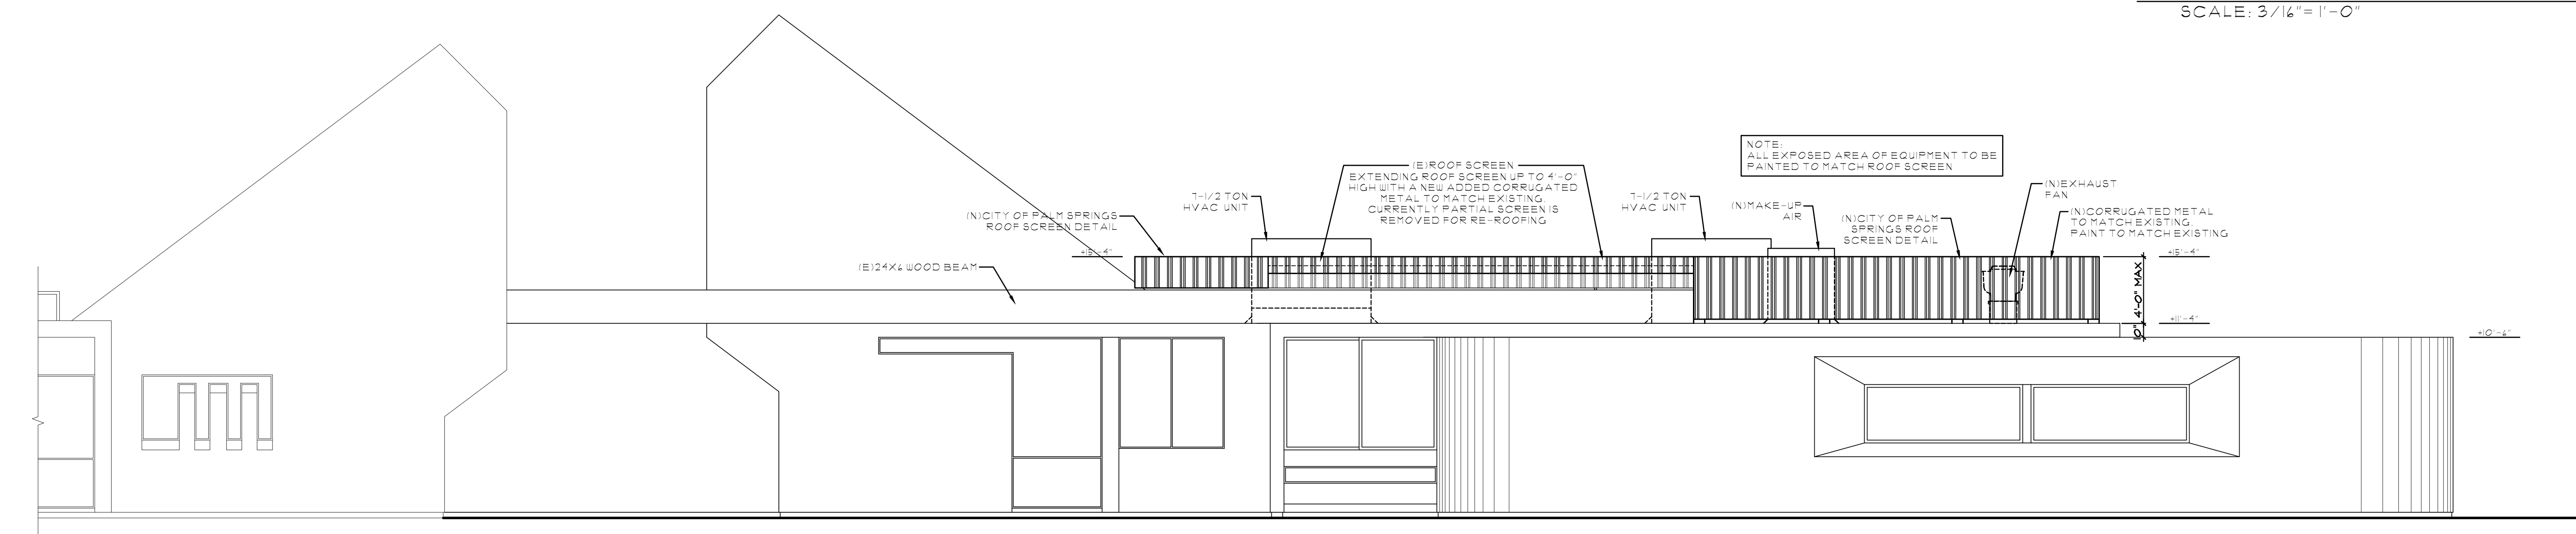 SCALE: 3/16"= 1'-0"
NOTE:
ALL EXPOSED AREA OF EQUIPMENT TO BE
PAINTED TO MATCH ROOF SCREEN
(E)ROOF SCREEN
EXTENDING ROOF SCREEN UP TO 4'-0"
HIGH WITH A NEW ADDED CORRUGATED
METAL TO MATCH EXISTING.
CURRENTLY PARTIAL SCREEN IS
REMOVED FOR RE-ROOFING
7-1/2 TON
HVAC UNIT
(N)CITY OF PALM SPRINGS
ROOF SCREEN DETAIL
7-1/2 TON
HVAC UNIT
(N)MAKE-UP
AIR
(N)CITY OF PALM
SPRINGS ROOF
SCREEN DETAIL
(N)EXHAUST
FAN
(N)CORRUGATED METAL
TO MATCH EXISTING.
PAINT TO MATCH EXISTING
+15'-4"
+15'-4"
(E)24X6 WOOD BEAM
4'-0" MAX
+11'-4"
10"
+10'-6"